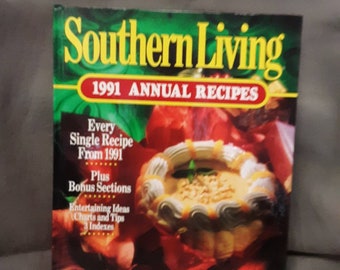 Southern Living
1991 ANNUAL RECIPES
Every
Single Recipe
From 1991
Plus
Bonus Sections
Entertaining Ideas
Charts and Tips
3 Indexes